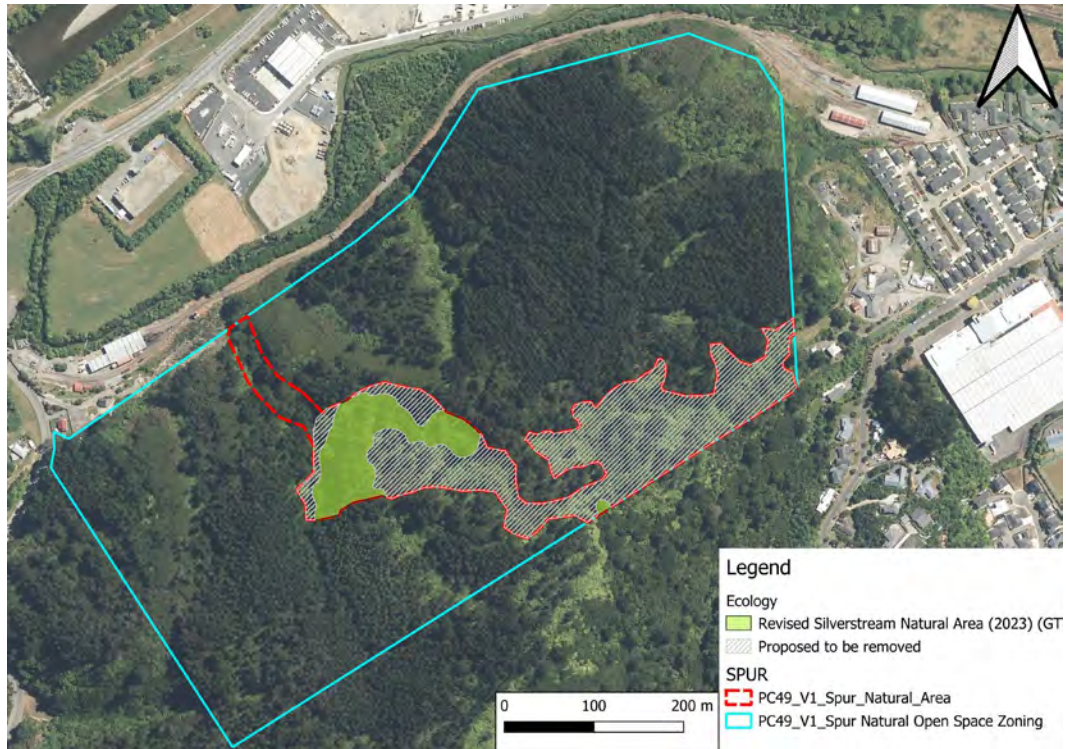 Legend
Ecology
Revised Silverstream Natural Area (2023) (GT
Proposed to be removed
SPUR
PC49_V1_Spur_Natural_Area
PC49_V1_Spur Natural Open Space Zoning
0 100 200 m